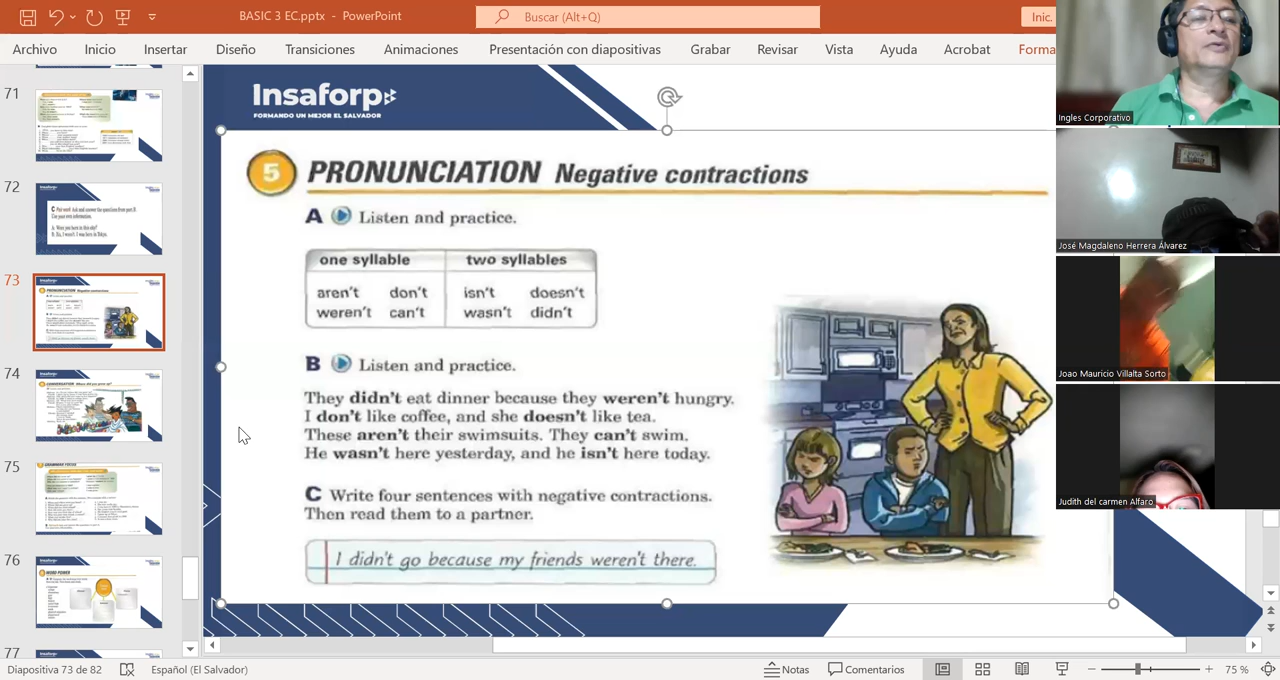 BASIC 3 EC.pptx - PowerPoint
Buscar (Alt+Q)
Inic.
Archivo Inicio Insertar Diseño Transiciones Animaciones Presentación con diapositivas Grabar Revisar Vista Ayuda Acrobat Forma
Ingles Corporativo
José Magdaleno Herrera Álvarez
Joao Mauricio Villalta Sorto
Judith del carmen Alfaro
71
72
73
74
75
76
77
Insaforp
FORMANDO UN MEJOR EL SALVADOR
5 PRONUNCIATION Negative contractions
A Listen and practice.
one syllable two syllables
aren't don't isn't doesn't
weren't can't wasn't didn't
B Listen and practice.
They didn't eat dinner because they weren't hungry.
I don't like coffee, and she doesn't like tea.
These aren't their swimsuits. They can't swim.
He wasn't here yesterday, and he isn't here today.
C Write four sentences with negative contractions.
Then read them to a partner.
I didn't go because my friends weren't there.
Diapositiva 73 de 82 Español (El Salvador) Notas Comentarios 75 %